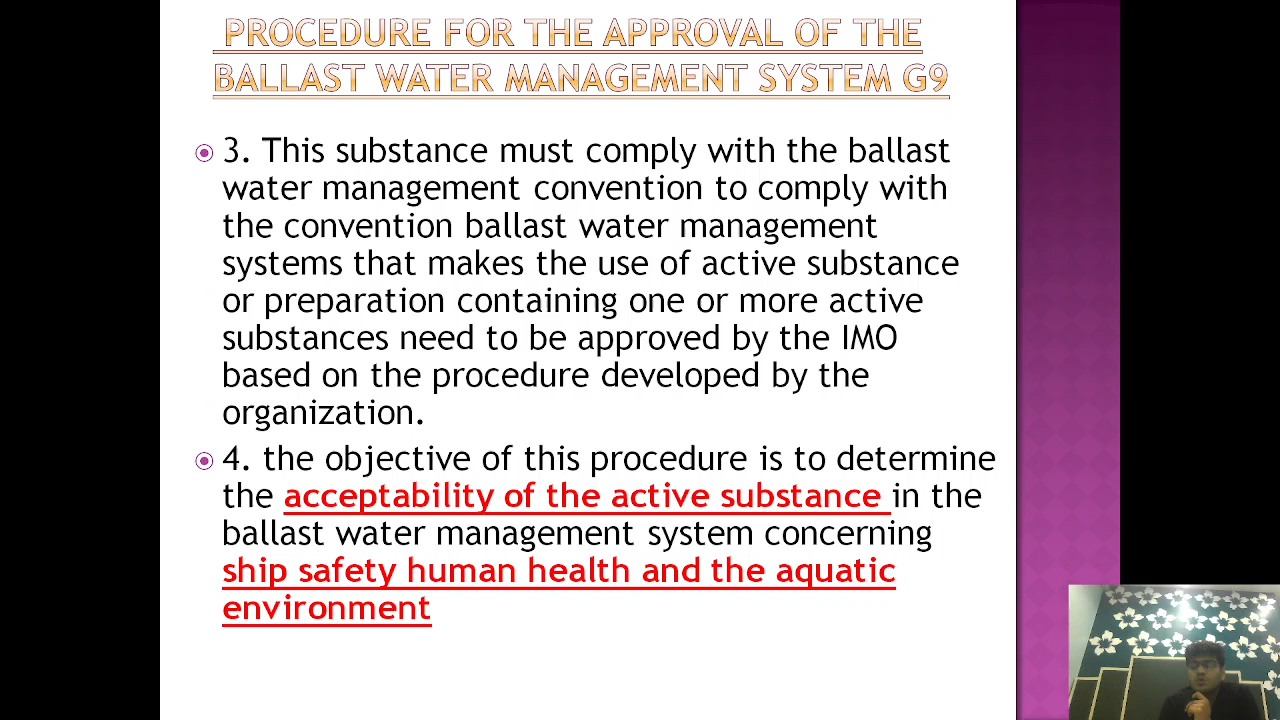 PROCEDURE FOR THE APPROVAL OF THE
BALLAST WATER MANAGEMENT SYSTEM G9
3. This substance must comply with the ballast
water management convention to comply with
the convention ballast water management
systems that makes the use of active substance
or preparation containing one or more active
substances need to be approved by the IMO
based on the procedure developed by the
organization.
4. the objective of this procedure is to determine
the acceptability of the active substance in the
ballast water management system concerning
ship safety human health and the aquatic
environment